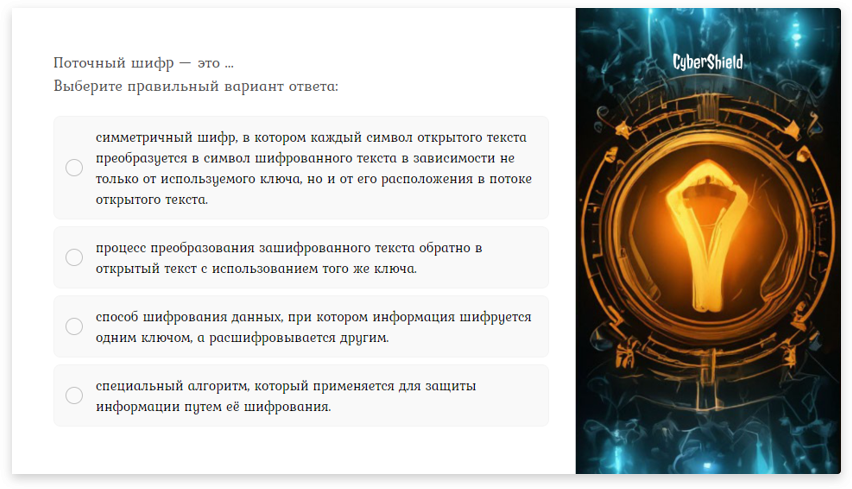 Поточный шифр — это ...
Выберите правильный вариант ответа:
симметричный шифр, в котором каждый символ открытого текста
преобразуется в символ шифрованного текста в зависимости не
только от используемого ключа, но и от его расположения в потоке
открытого текста.
процесс преобразования зашифрованного текста обратно в
открытый текст с использованием того же ключа.
способ шифрования данных, при котором информация шифруется
одним ключом, а расшифровывается другим.
специальный алгоритм, который применяется для защиты
информации путем её шифрования.
CyberShield